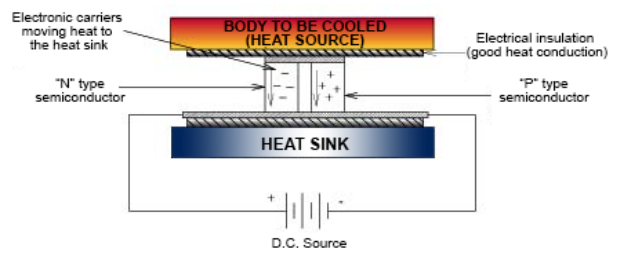 Electronic carriers
moving heat to
the heat sink
BODY TO BE COOLED
(HEAT SOURCE)
Electrical insulation
(good heat conduction)
"N" type
semiconductor
"P" type
semiconductor
HEAT SINK
+ -
D.C. Source